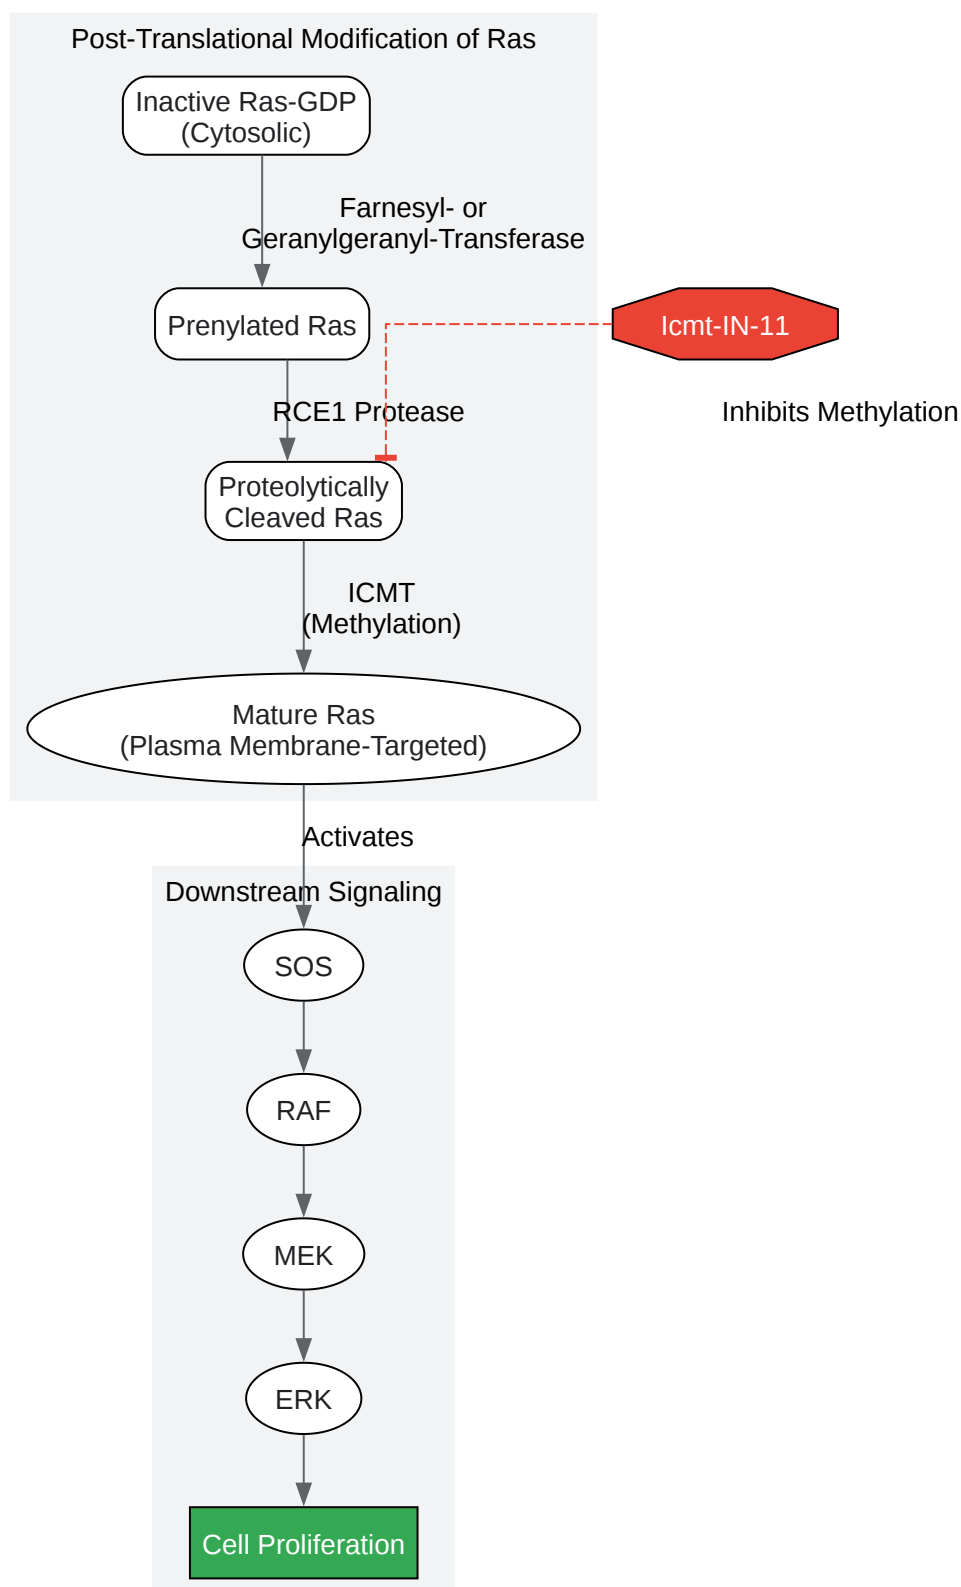 Post-Translational Modification of Ras
Inactive Ras-GDP
(Cytosolic)
Farnesyl- or
Geranylgeranyl-Transferase
Prenylated Ras
Icmt-IN-11
RCE1 Protease
Inhibits Methylation
Proteolytically
Cleaved Ras
ICMT
(Methylation)
Mature Ras
(Plasma Membrane-Targeted)
Activates
Downstream Signaling
SOS
RAF
MEK
ERK
Cell Proliferation